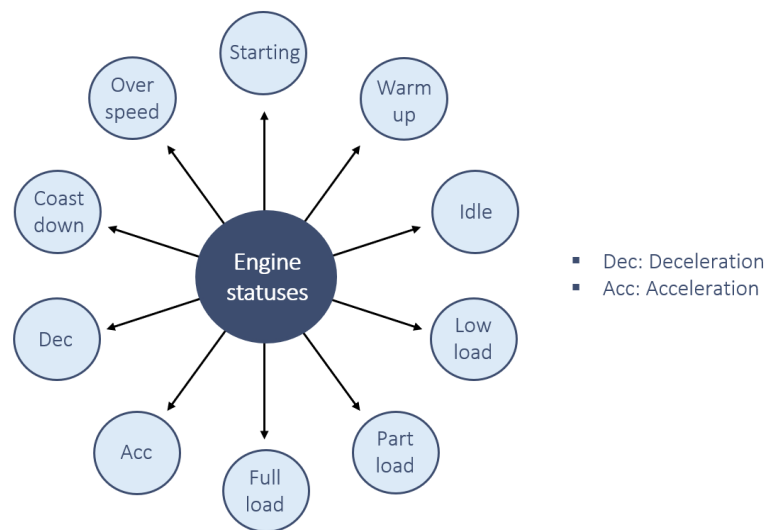 Starting
Warm
up
Idle
Low
load
Part
load
Full
load
Acc
Dec
Coast
down
Over
speed
Engine
statuses
▪ Dec: Deceleration
▪ Acc: Acceleration